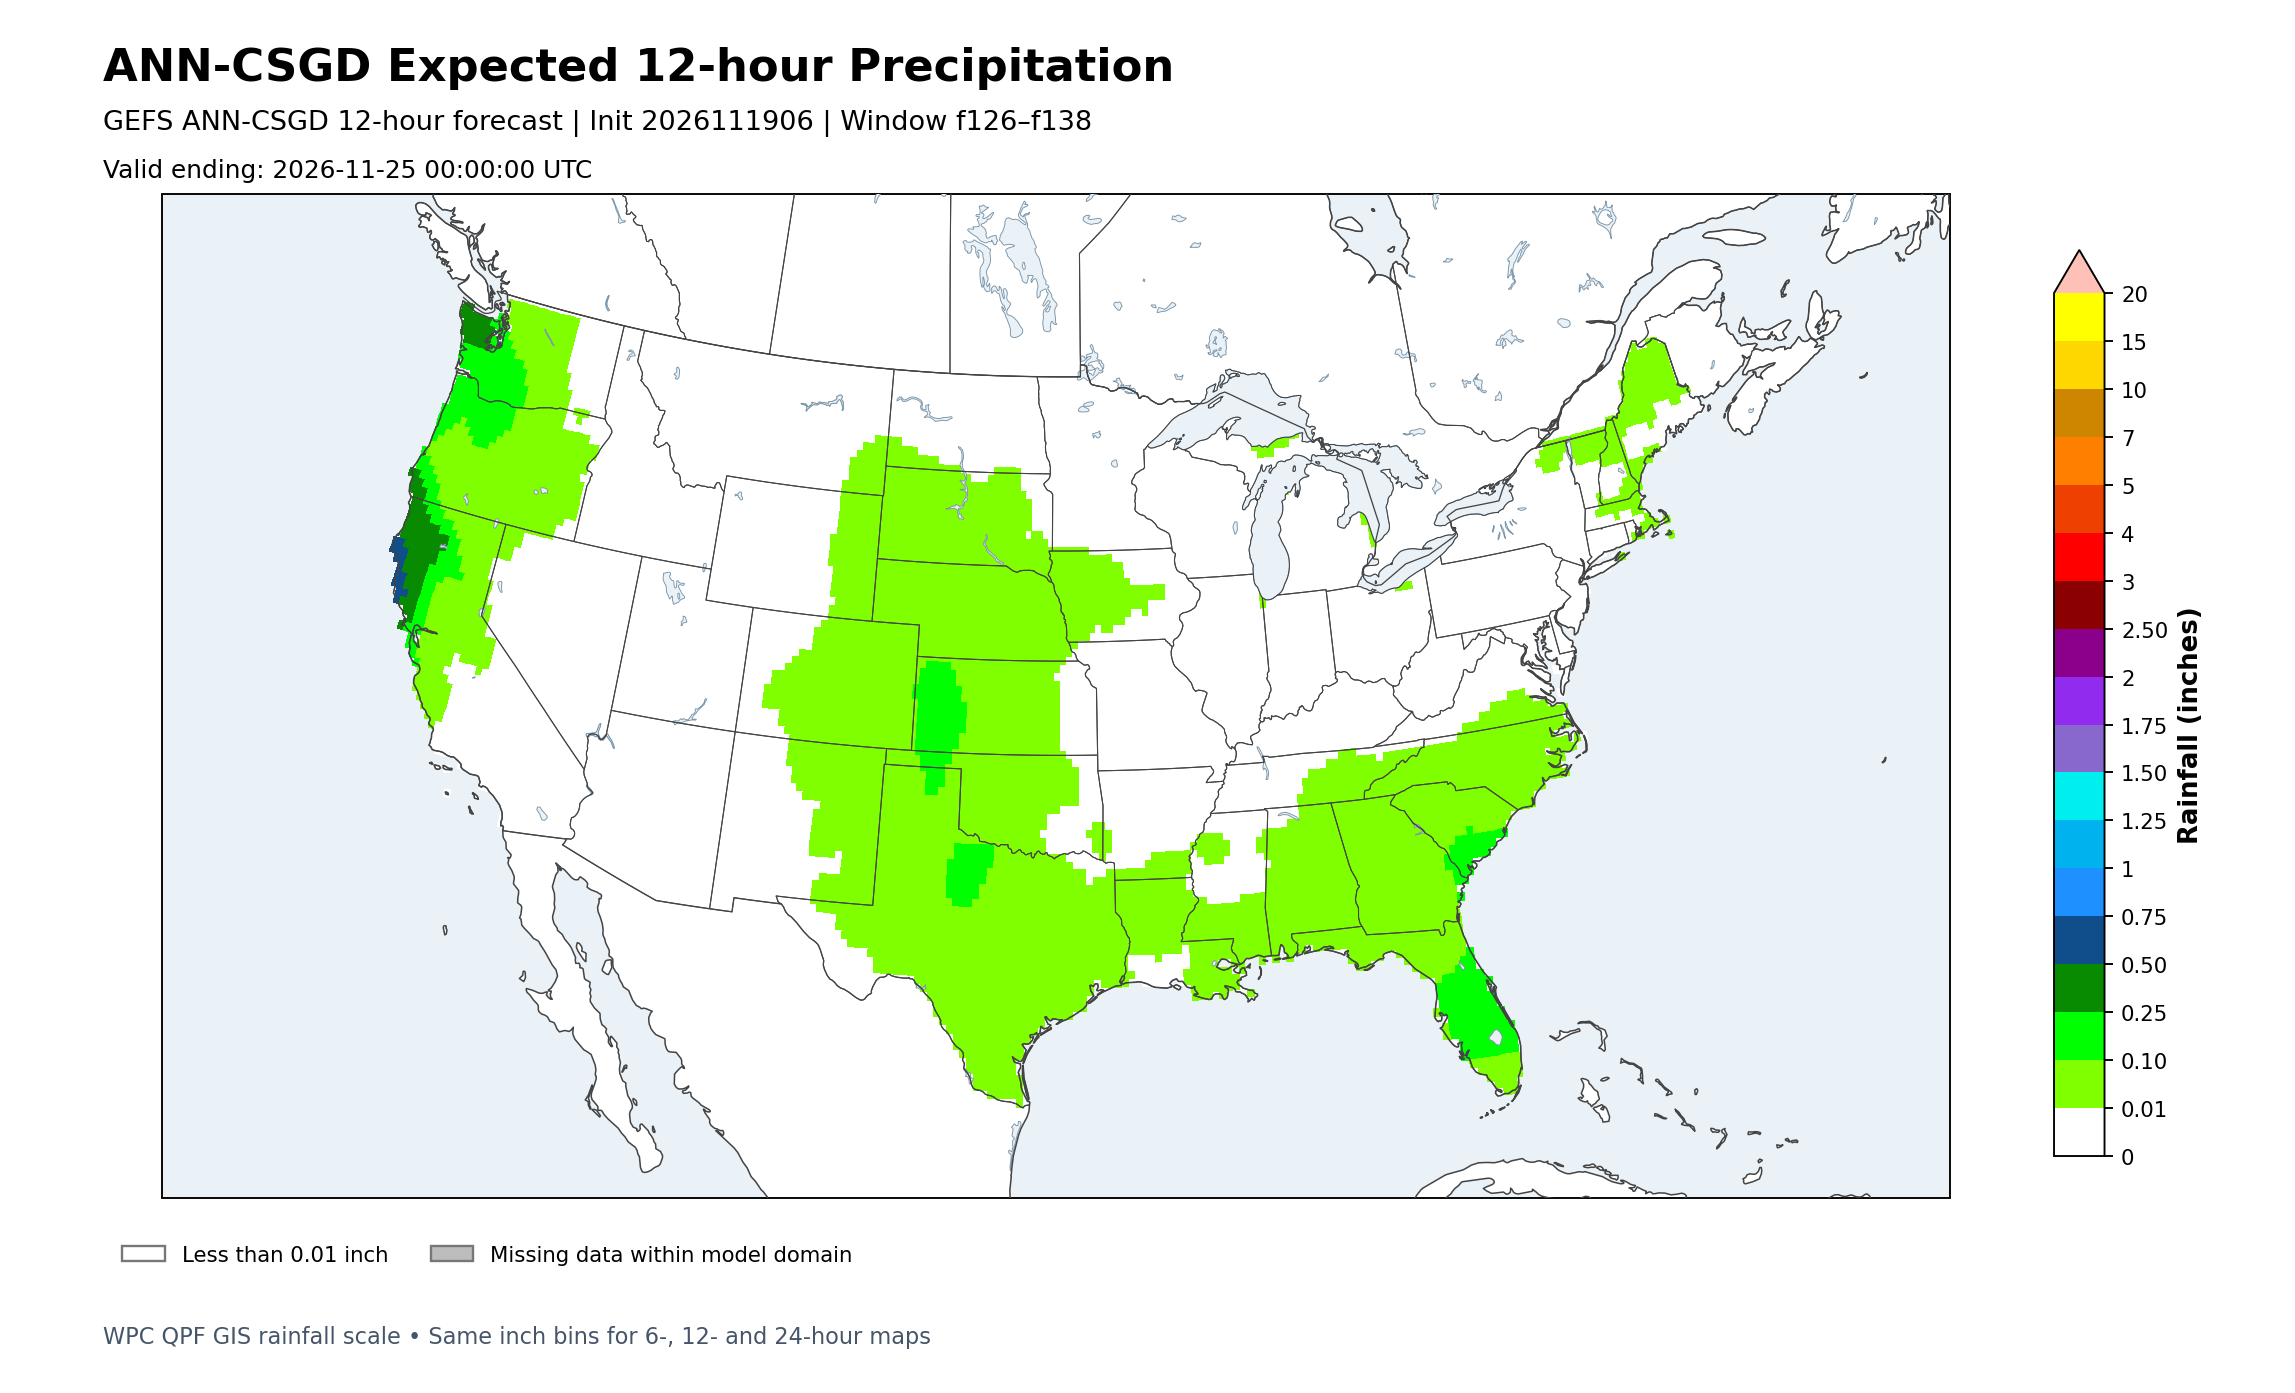 ANN-CSGD Expected 12-hour Precipitation
GEFS ANN-CSGD 12-hour forecast | Init 2026111906 | Window f126–f138
Valid ending: 2026-11-25 00:00:00 UTC
20
15
10
7
5
4
3
2.50
2
1.75
1.50
1.25
1
0.75
0.50
0.25
0.10
0.01
0
Rainfall (inches)
Less than 0.01 inch
Missing data within model domain
WPC QPF GIS rainfall scale • Same inch bins for 6-, 12- and 24-hour maps